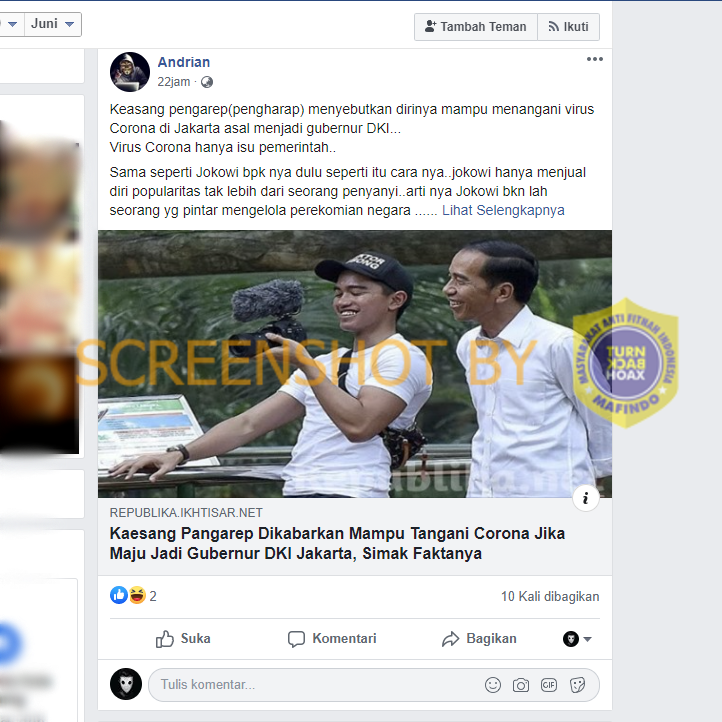 Juni
Tambah Teman
Ikuti
Andrian
22jam ·
Keasang pengarep(pengharap) menyebutkan dirinya mampu menangani virus
Corona di Jakarta asal menjadi gubernur DKI...
Virus Corona hanya isu pemerintah..
Sama seperti Jokowi bpk nya dulu seperti itu cara nya..jokowi hanya menjual
diri popularitas tak lebih dari seorang penyanyi..arti nya Jokowi bkn lah
seorang yg pintar mengelola perekomian negara ...... Lihat Selengkapnya
SCREENSHOT BY
MASYARAKAT ANTI FITNAH INDONESIA
TURN
BACK
HOAX
MAFINDO
REPUBLIKA.IKHTISAR.NET
Kaesang Pangarep Dikabarkan Mampu Tangani Corona Jika
Maju Jadi Gubernur DKI Jakarta, Simak Faktanya
2
10 Kali dibagikan
Suka
Komentari
Bagikan
Tulis komentar...
GIF